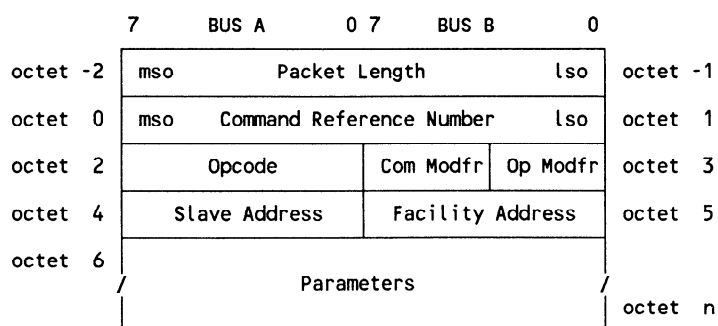 7 BUS A 0 7 BUS B 0
octet -2 mso Packet Length lso octet -1
octet 0 mso Command Reference Number lso octet 1
octet 2 Opcode Com Modfr Op Modfr octet 3
octet 4 Slave Address Facility Address octet 5
octet 6
/ Parameters /
octet n